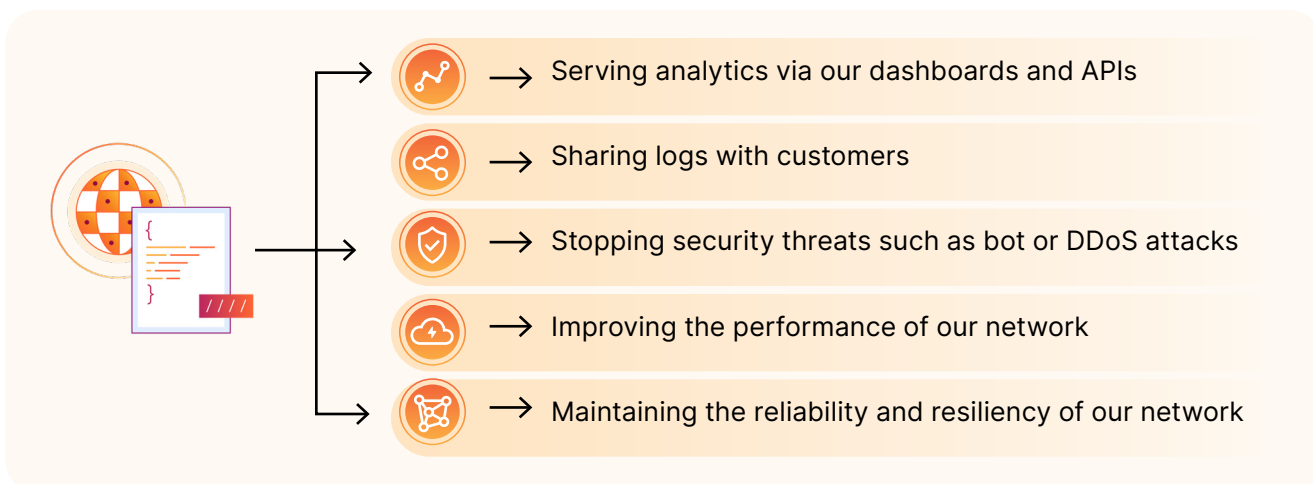 Serving analytics via our dashboards and APIs
Sharing logs with customers
{
Stopping security threats such as bot or DDoS attacks
}
////
Improving the performance of our network
Maintaining the reliability and resiliency of our network